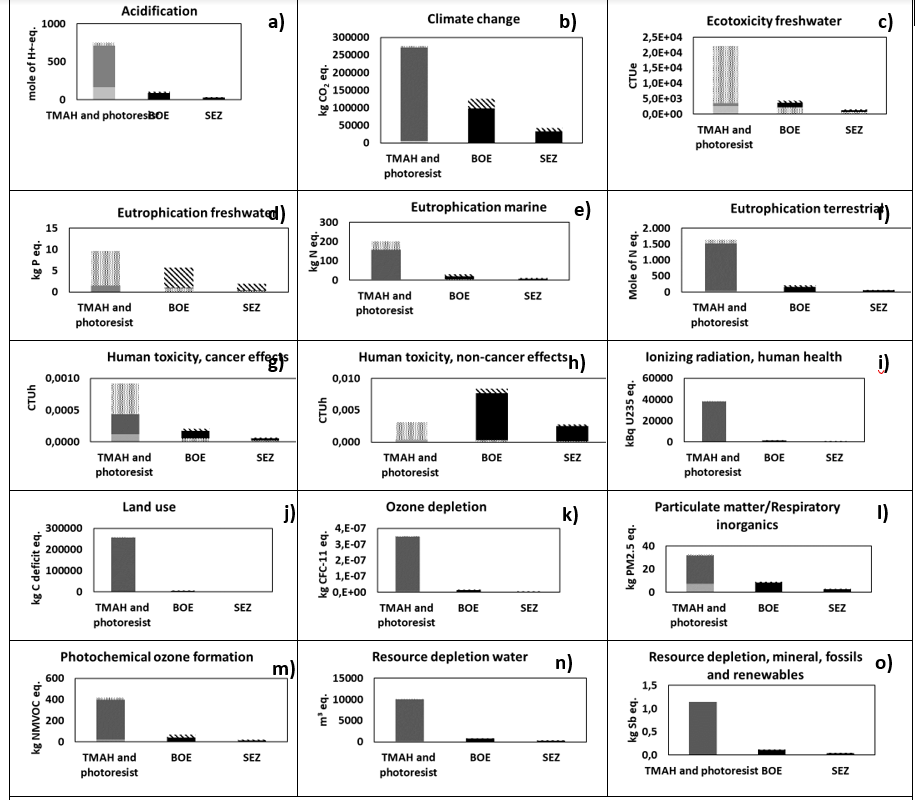 Acidification
a)
mole of H+-eq.
1000
500
0
TMAH and photoresist
BOE
SEZ
Climate change
b)
kg CO₂ eq.
300000
250000
200000
150000
100000
50000
0
TMAH and
photoresist
BOE
SEZ
Ecotoxicity freshwater
c)
CTUe
2,5E+04
2,0E+04
1,5E+04
1,0E+04
5,0E+03
0,0E+00
TMAH and
photoresist
BOE
SEZ
Eutrophication freshwater
d)
kg P eq.
15
10
5
0
TMAH and
photoresist
BOE
SEZ
Eutrophication marine
e)
kg N eq.
300
200
100
0
TMAH and
photoresist
BOE
SEZ
Eutrophication terrestrial
f)
Mole of N eq.
2.000
1.500
1.000
500
0
TMAH and
photoresist
BOE
SEZ
Human toxicity, cancer effects
g)
CTUh
0,0010
0,0005
0,0000
TMAH and
photoresist
BOE
SEZ
Human toxicity, non-cancer effects
h)
CTUh
0,010
0,005
0,000
TMAH and
photoresist
BOE
SEZ
Ionizing radiation, human health
i)
kBq U235 eq.
60000
40000
20000
0
TMAH and
photoresist
BOE
SEZ
Land use
j)
kg C deficit eq.
300000
200000
100000
0
TMAH and
photoresist
BOE
SEZ
Ozone depletion
k)
kg CFC-11 eq.
4,E-07
3,E-07
2,E-07
1,E-07
0,E+00
TMAH and
photoresist
BOE
SEZ
Particulate matter/Respiratory
inorganics
l)
kg PM2.5 eq.
40
20
0
TMAH and
photoresist
BOE
SEZ
Photochemical ozone formation
m)
kg NMVOC eq.
600
400
200
0
TMAH and
photoresist
BOE
SEZ
Resource depletion water
n)
m³ eq.
15000
10000
5000
0
TMAH and
photoresist
BOE
SEZ
Resource depletion, mineral, fossils
and renewables
o)
kg Sb eq.
1,5
1,0
0,5
0,0
TMAH and photoresist
BOE
SEZ